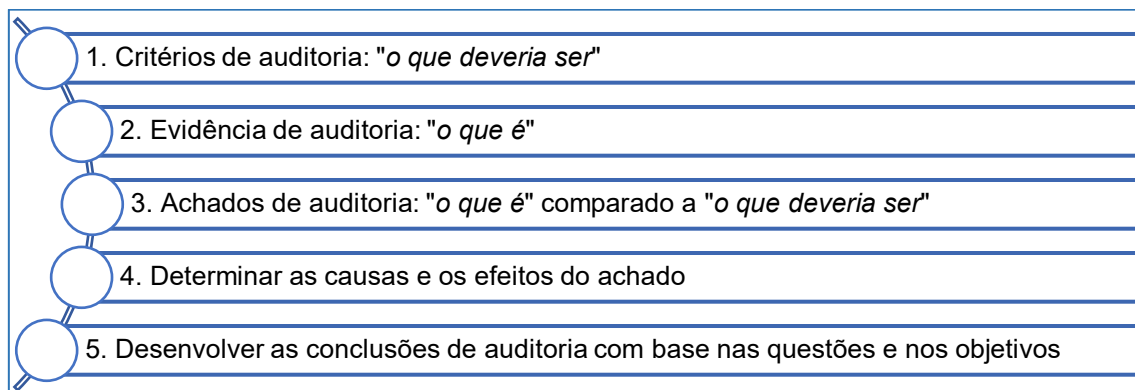 1. Critérios de auditoria: "o que deveria ser"
2. Evidência de auditoria: "o que é"
3. Achados de auditoria: "o que é" comparado a "o que deveria ser"
4. Determinar as causas e os efeitos do achado
5. Desenvolver as conclusões de auditoria com base nas questões e nos objetivos